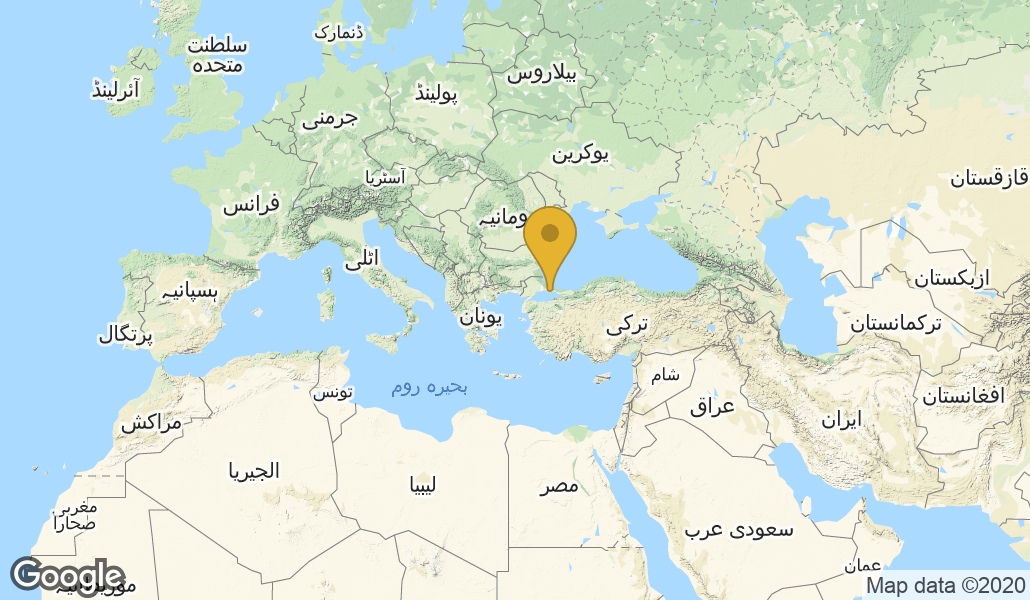 ڈنمارک
سلطنت
متحدہ
آئرلینڈ
بیلاروس
پولینڈ
جرمنی
یوکرین
آسٹریا
قازقستان
فرانس
ومانیہ
اٹلی
ازبکستان
ہسپانیہ
یونان
ترکی
ترکمانستان
پرتگال
شام
بحیرہ روم
تونس
افغانستان
عراق
مراکش
ایران
الجیریا
لیبیا
مصر
مغربی
صحارا
سعودی عرب
عمان
موریطانیہ
Google
Map data ©2020